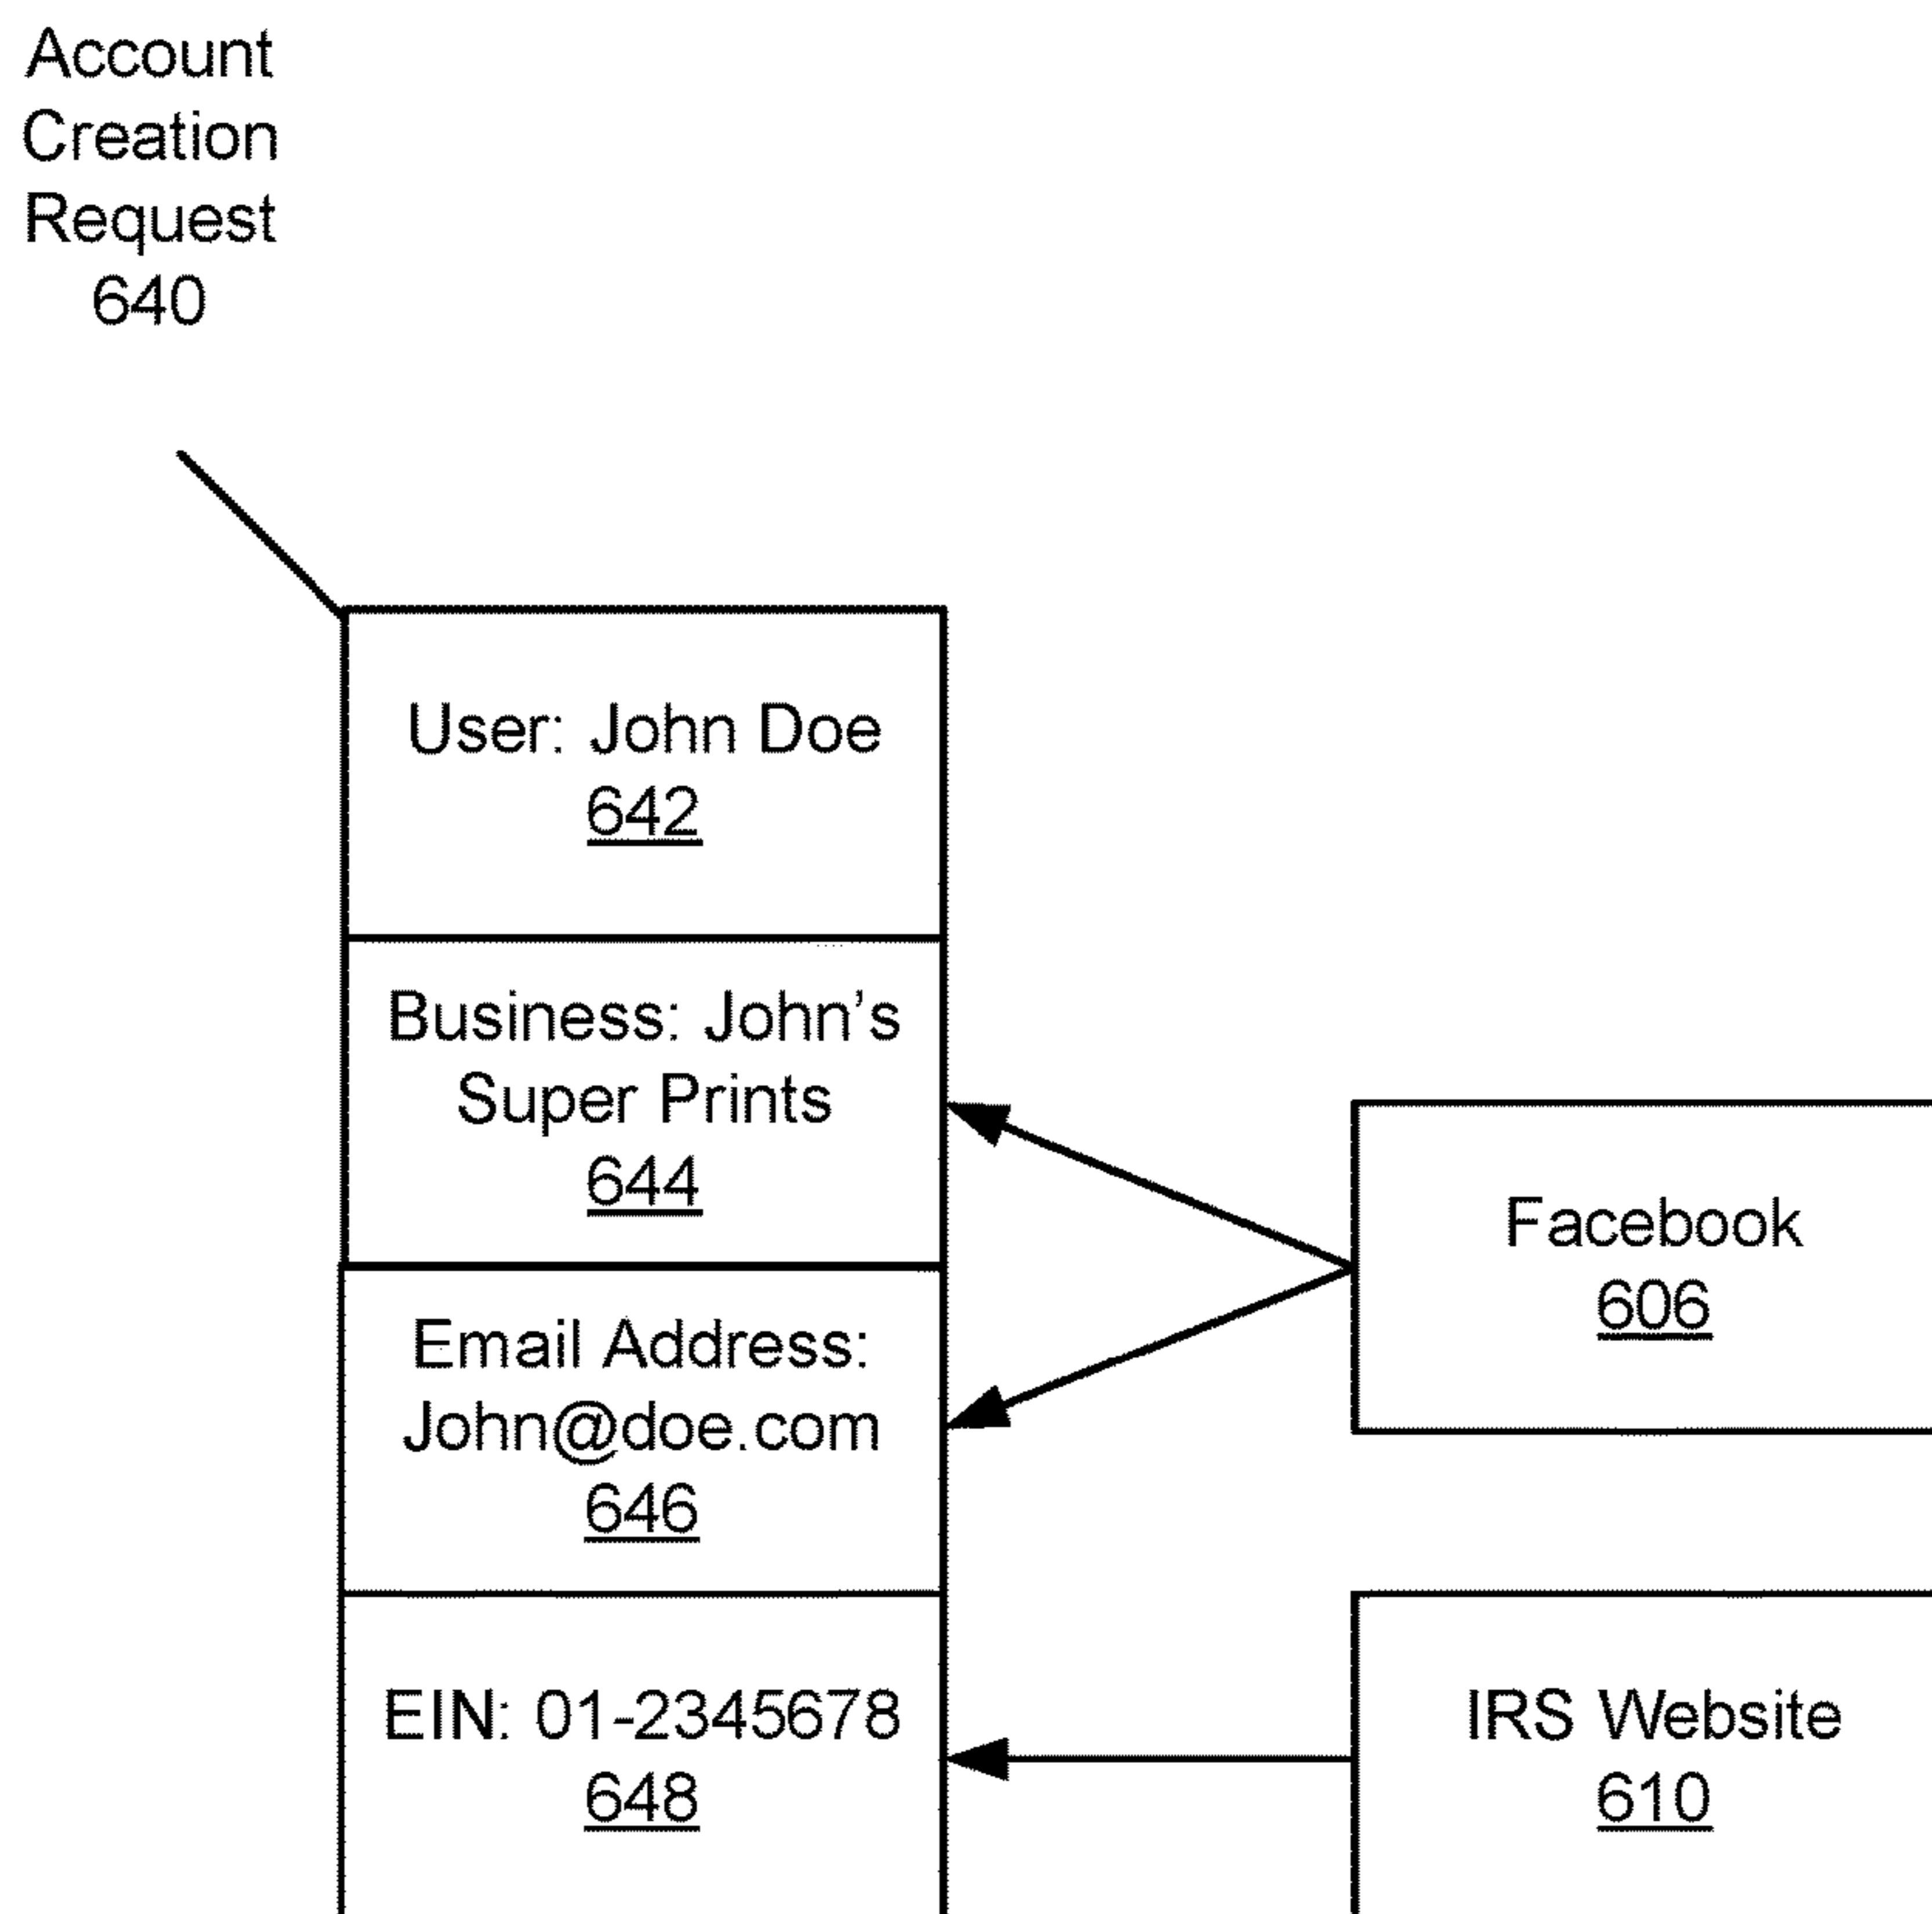 Account
Creation
Request
640
User: John Doe
642
Business: John's
Super Prints
644
Email Address:
John@doe.com
646
EIN: 01-2345678
648
Facebook
606
IRS Website
610